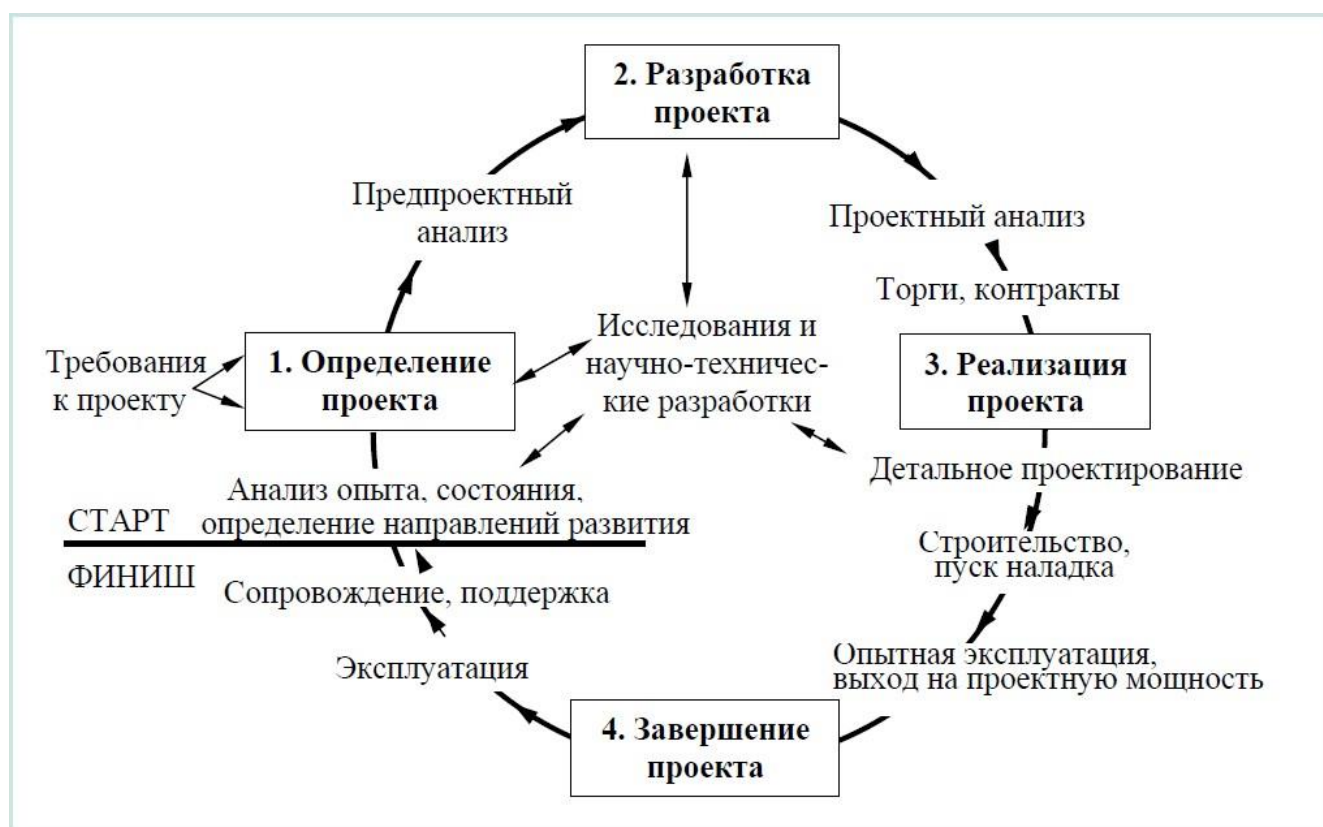 2. Разработка
проекта
Предпроектный
анализ
Проектный анализ
Торги, контракты
Исследования и
научно-техничес-
кие разработки
Требования
к проекту
1. Определение
проекта
3. Реализация
проекта
Детальное проектирование
Анализ опыта, состояния,
определение направлений развития
СТАРТ
ФИНИШ
Строительство,
пуск наладка
Сопровождение, поддержка
Эксплуатация
Опытная эксплуатация,
выход на проектную мощность
4. Завершение
проекта